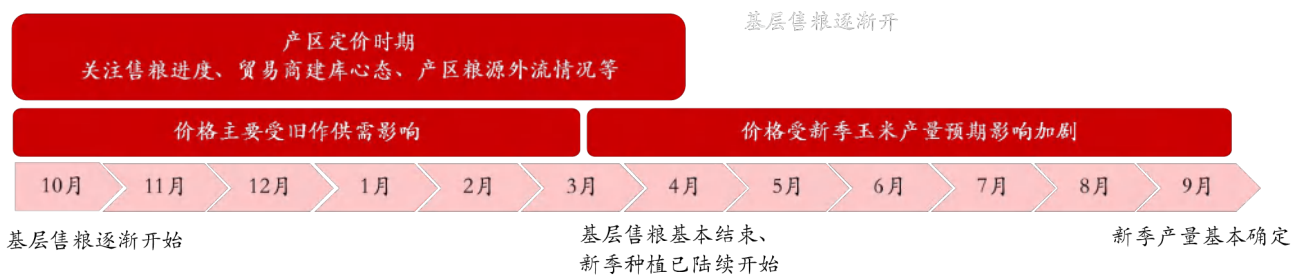 基层售粮逐渐开
产区定价时期
关注售粮进度、贸易商建库心态、产区粮源外流情况等
价格主要受旧作供需影响
价格受新季玉米产量预期影响加剧
10月 11月 12月 1月 2月 3月 4月 5月 6月 7月 8月 9月
基层售粮逐渐开始
基层售粮基本结束、
新季种植已陆续开始
新季产量基本确定